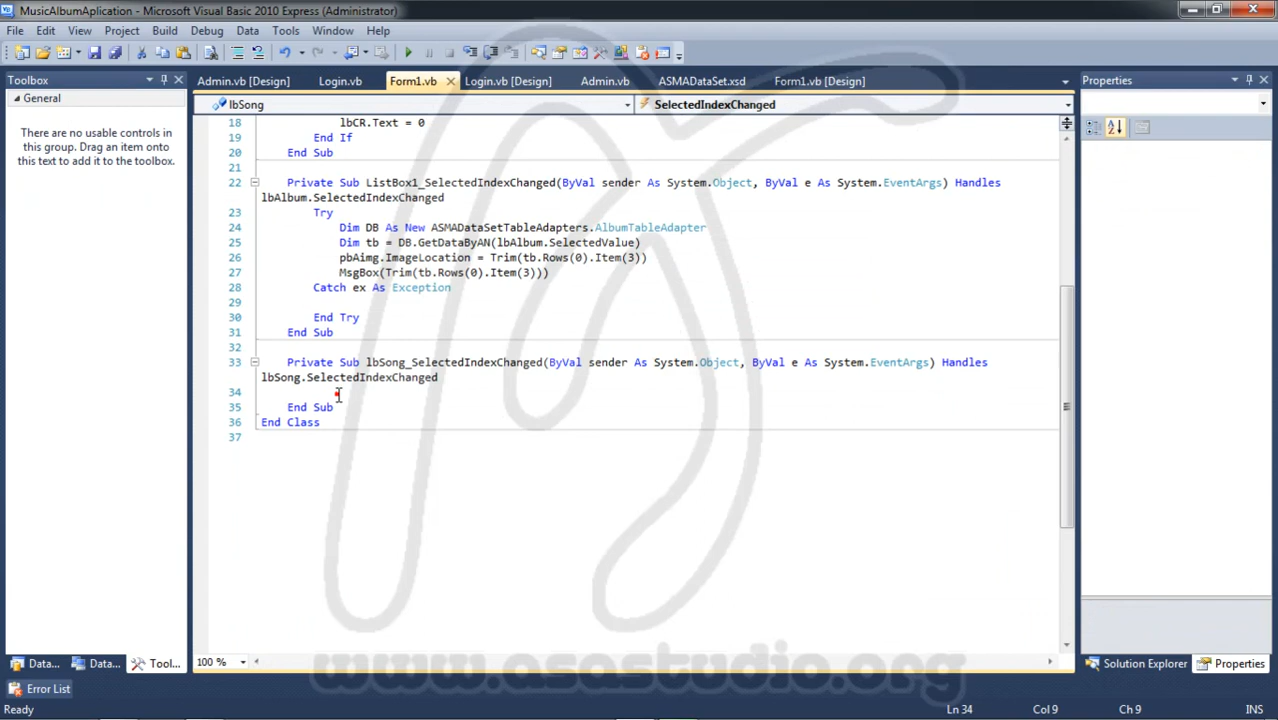 MusicAlbumAplication - Microsoft Visual Basic 2010 Express (Administrator)
File Edit View Project Build Debug Data Tools Window Help
Toolbox
Admin.vb [Design] Login.vb Form1.vb Login.vb [Design] Admin.vb ASMADataSet.xsd Form1.vb [Design]
Properties
General
lbSong SelectedIndexChanged
There are no usable controls in
this group. Drag an item onto
this text to add it to the toolbox.
18 lbCR.Text = 0
19 End If
20 End Sub
21
22 Private Sub ListBox1_SelectedIndexChanged(ByVal sender As System.Object, ByVal e As System.EventArgs) Handles
lbAlbum.SelectedIndexChanged
23 Try
24 Dim DB As New ASMADataSetTableAdapters.AlbumTableAdapter
25 Dim tb = DB.GetDataByAN(lbAlbum.SelectedValue)
26 pbAimg.ImageLocation = Trim(tb.Rows(0).Item(3))
27 MsgBox(Trim(tb.Rows(0).Item(3)))
28 Catch ex As Exception
29
30 End Try
31 End Sub
32
33 Private Sub lbSong_SelectedIndexChanged(ByVal sender As System.Object, ByVal e As System.EventArgs) Handles
lbSong.SelectedIndexChanged
34
35 End Sub
36 End Class
37
100 %
Data... Data... Tool...
Solution Explorer Properties
www.asastudio.org
Error List
Ready Ln 34 Col 9 Ch 9 INS